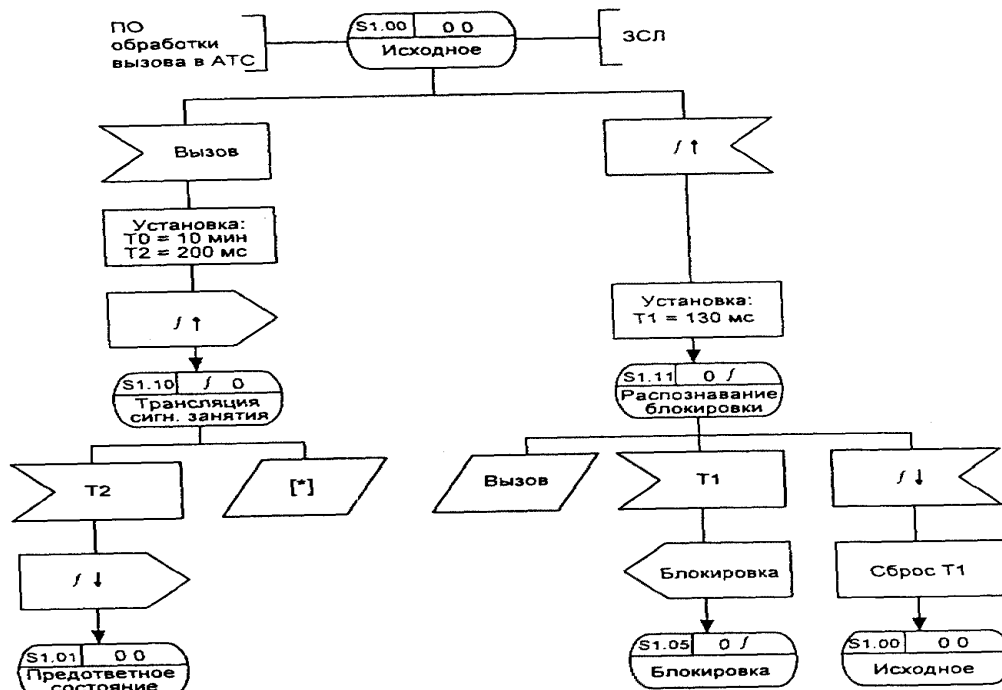 ПО
обработки
вызова в АТС
S1.00 0 0
Исходное
ЗСЛ
Вызов
f ↑
Установка:
T0 = 10 мин
T2 = 200 мс
f ↑
Установка:
T1 = 130 мс
S1.10 f 0
Трансляция
сигн. занятия
S1.11 0 f
Распознавание
блокировки
T2
[*]
Вызов
T1
f ↓
f ↓
Блокировка
Сброс T1
S1.01 0 0
Предответное
состояние
S1.05 0 f
Блокировка
S1.00 0 0
Исходное